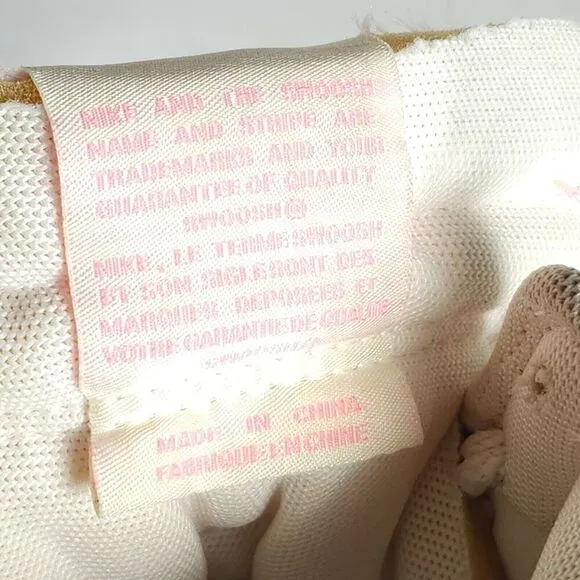 NIKE AND THE SWOOSH
NAME AND STRIPE ARE
TRADEMARKS AND YOUR
GUARANTEE OF QUALITY
SWOOSH®
NIKE, LE TERME SWOOSH
ET SON SIGLE SONT DES
MARQUES DEPOSÉES ET
VOTRE GARANTIE DE QUALITE
MADE IN CHINA
FABRIQUE EN CHINE